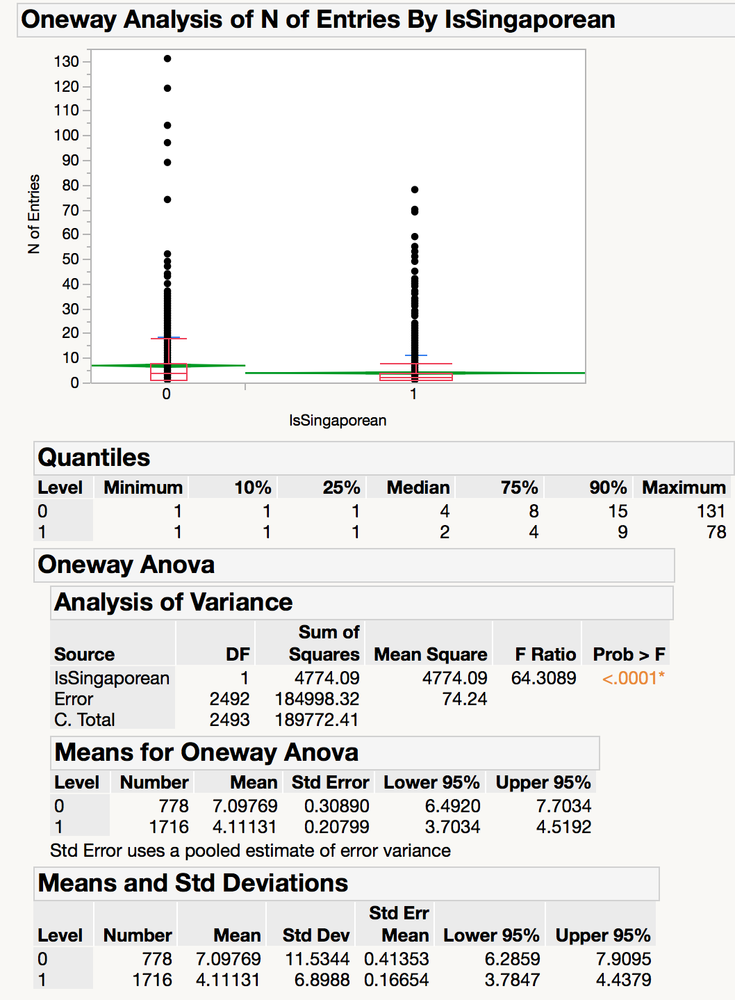 Oneway Analysis of N of Entries By IsSingaporean
130
120
110
100
90
80
70
60
50
40
30
20
10
0
N of Entries
0 1
IsSingaporean
Quantiles
Level Minimum 10% 25% Median 75% 90% Maximum
0 1 1 1 4 8 15 131
1 1 1 1 2 4 9 78
Oneway Anova
Analysis of Variance
Sum of
Source DF Squares Mean Square F Ratio Prob > F
IsSingaporean 1 4774.09 4774.09 64.3089 <.0001*
Error 2492 184998.32 74.24
C. Total 2493 189772.41
Means for Oneway Anova
Level Number Mean Std Error Lower 95% Upper 95%
0 778 7.09769 0.30890 6.4920 7.7034
1 1716 4.11131 0.20799 3.7034 4.5192
Std Error uses a pooled estimate of error variance
Means and Std Deviations
Std Err
Level Number Mean Std Dev Mean Lower 95% Upper 95%
0 778 7.09769 11.5344 0.41353 6.2859 7.9095
1 1716 4.11131 6.8988 0.16654 3.7847 4.4379